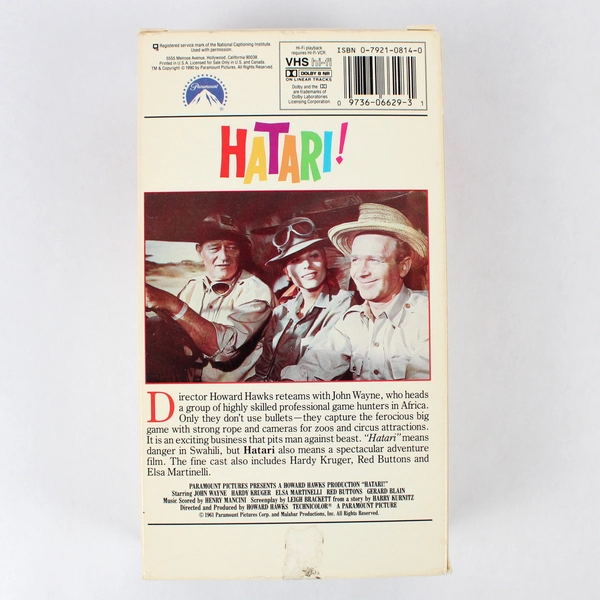 Registered service mark of the National Captioning Institute
Used with permission.
5555 Melrose Avenue, Hollywood, California 90038
Printed in U.S.A. Licensed for Sale Only in U.S. and Canada.
TM & Copyright © 1990 by Paramount Pictures. All Rights Reserved.
Paramount
Hi-Fi playback
requires Hi-Fi VCR.
VHS hi-fi
DOLBY B NR
ON LINEAR TRACKS
Dolby and the
are trademarks of
Dolby Laboratories
Licensing Corporation.
ISBN 0-7921-0814-0
0 9736-06629-3 1
HATARI!
Director Howard Hawks reteams with John Wayne, who heads
a group of highly skilled professional game hunters in Africa.
Only they don't use bullets—they capture the ferocious big
game with strong rope and cameras for zoos and circus attractions.
It is an exciting business that pits man against beast. "Hatari" means
danger in Swahili, but Hatari also means a spectacular adventure
film. The fine cast also includes Hardy Kruger, Red Buttons and
Elsa Martinelli.
PARAMOUNT PICTURES PRESENTS A HOWARD HAWKS PRODUCTION "HATARI!"
Starring JOHN WAYNE HARDY KRUGER ELSA MARTINELLI RED BUTTONS GERARD BLAIN
Music Scored by HENRY MANCINI Screenplay by LEIGH BRACKETT from a story by HARRY KURNITZ
Directed and Produced by HOWARD HAWKS TECHNICOLOR® A PARAMOUNT PICTURE
© 1961 Paramount Pictures Corp. and Malabar Productions, Inc. All Rights Reserved.